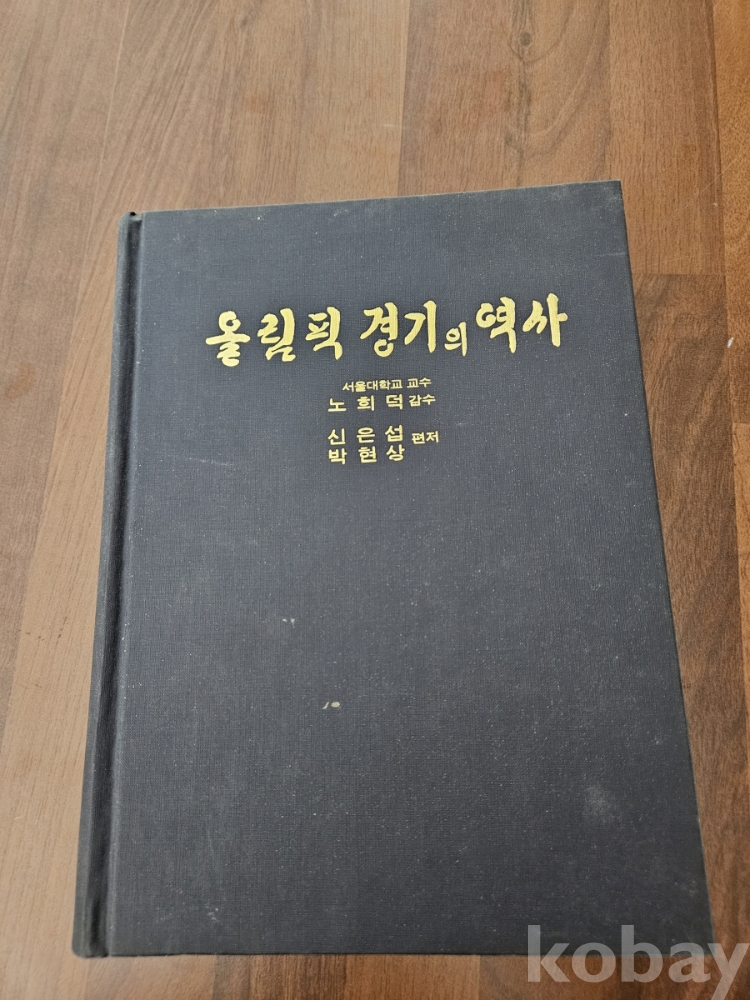 올림픽 경기의 역사
서울대학교 교수
노희덕 감수
신은섭 편저
박현상
kobay